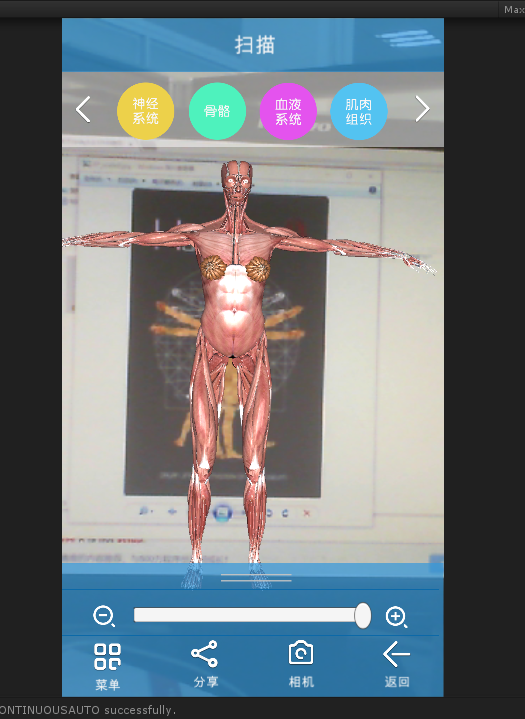 Max
扫描
神经
系统
骨骼
血液
系统
肌肉
组织
菜单
分享
相机
返回
ONTINUOUSAUTO successfully.